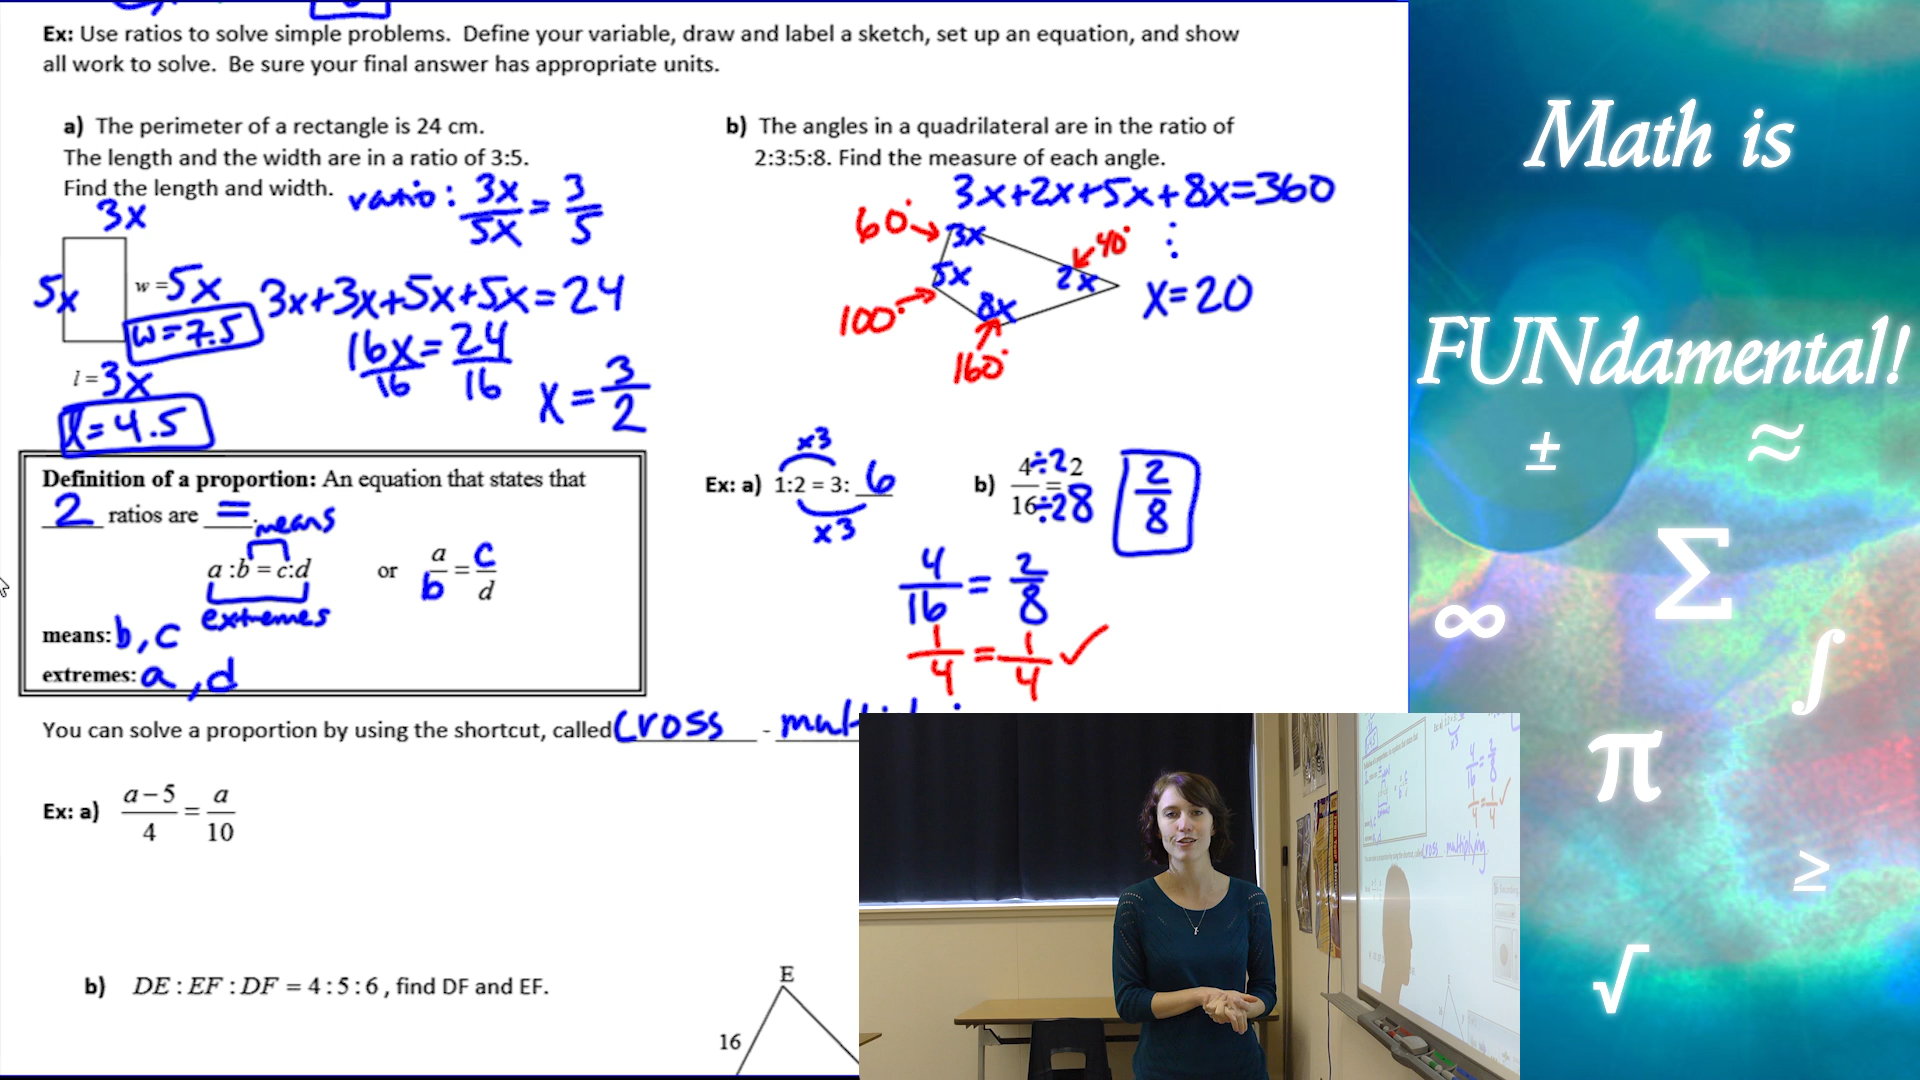 Ex: Use ratios to solve simple problems. Define your variable, draw and label a sketch, set up an equation, and show
all work to solve. Be sure your final answer has appropriate units.
a) The perimeter of a rectangle is 24 cm.
The length and the width are in a ratio of 3:5.
Find the length and width.
ratio: 3x/5x = 3/5
3x
5x
w = 5x
w = 7.5
3x+3x+5x+5x=24
16x/16 = 24/16
x = 3/2
l = 3x
l = 4.5
b) The angles in a quadrilateral are in the ratio of
2:3:5:8. Find the measure of each angle.
3x+2x+5x+8x=360
60°
3x
40°
5x
2x
x=20
100°
8x
160°
Definition of a proportion: An equation that states that
2 ratios are =.
means
a:b = c:d or a/b = c/d
extremes
means: b, c
extremes: a, d
x3
Ex: a) 1:2 = 3: 6
x3
b) 4÷2/16÷2 = 2/8
2/8
4/16 = 2/8
1/4 = 1/4 ✓
You can solve a proportion by using the shortcut, called cross -
Ex: a) a−5/4 = a/10
b) DE : EF : DF = 4 : 5 : 6, find DF and EF.
E
16
cross multiplying
Math is
FUNdamental!
± ≈
Σ
∞
∫
π
≥
√